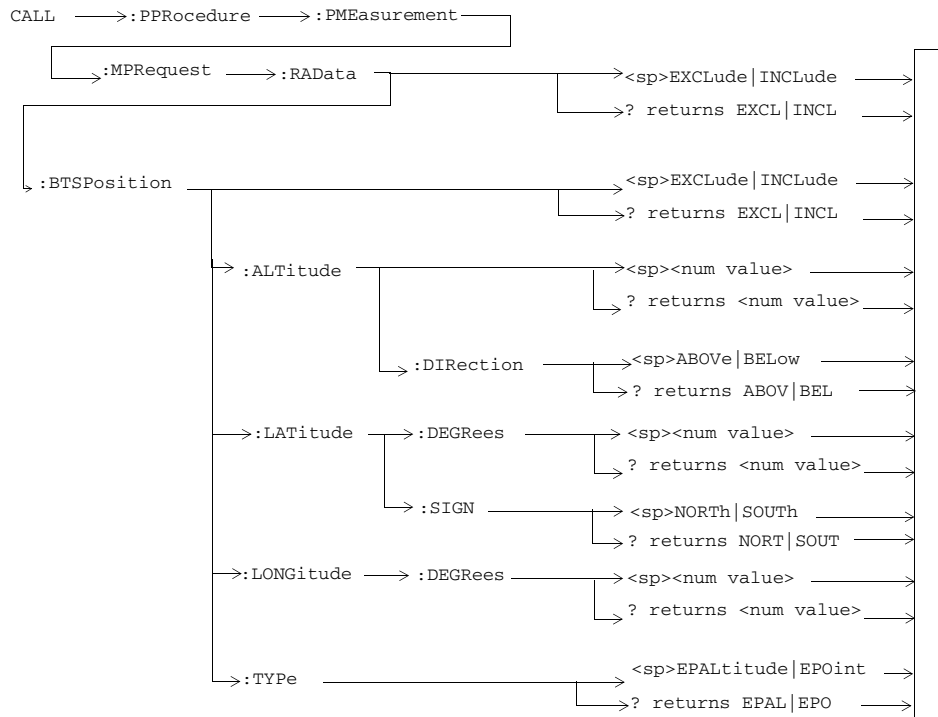 CALL :PPRocedure :PMEasurement
:MPRequest :RAData <sp>EXCLude|INCLude
? returns EXCL|INCL
:BTSPosition <sp>EXCLude|INCLude
? returns EXCL|INCL
:ALTitude <sp><num value>
? returns <num value>
:DIRection <sp>ABOVe|BELow
? returns ABOV|BEL
:LATitude :DEGRees <sp><num value>
? returns <num value>
:SIGN <sp>NORTh|SOUTh
? returns NORT|SOUT
:LONGitude :DEGRees <sp><num value>
? returns <num value>
:TYPe <sp>EPALtitude|EPOint
? returns EPAL|EPO